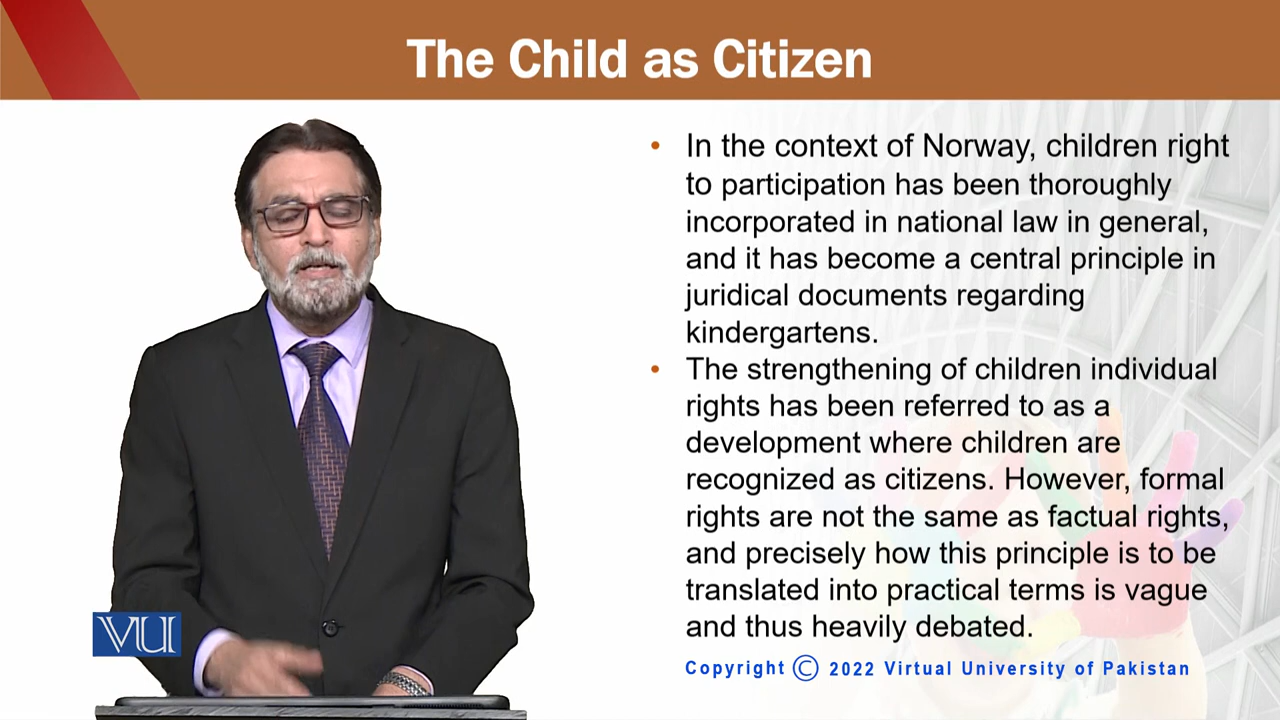 The Child as Citizen
• In the context of Norway, children right
to participation has been thoroughly
incorporated in national law in general,
and it has become a central principle in
juridical documents regarding
kindergartens.
• The strengthening of children individual
rights has been referred to as a
development where children are
recognized as citizens. However, formal
rights are not the same as factual rights,
and precisely how this principle is to be
translated into practical terms is vague
and thus heavily debated.
VU
Copyright © 2022 Virtual University of Pakistan